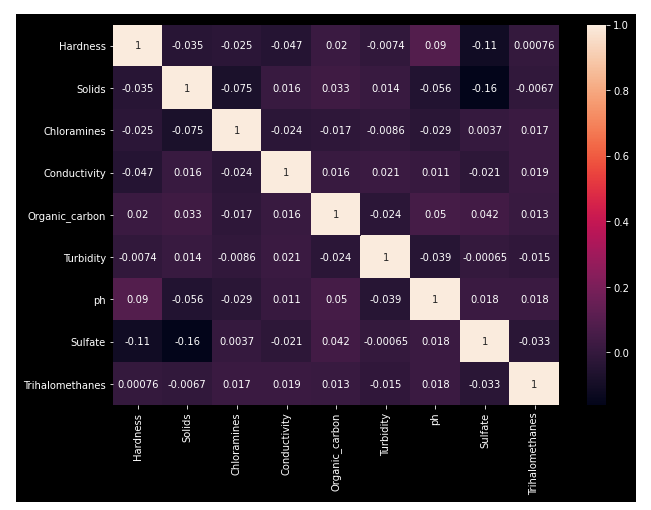 Hardness 1 -0.035 -0.025 -0.047 0.02 -0.0074 0.09 -0.11 0.00076 1.0
Solids -0.035 1 -0.075 0.016 0.033 0.014 -0.056 -0.16 -0.0067
0.8
Chloramines -0.025 -0.075 1 -0.024 -0.017 -0.0086 -0.029 0.0037 0.017
0.6
Conductivity -0.047 0.016 -0.024 1 0.016 0.021 0.011 -0.021 0.019
Organic_carbon 0.02 0.033 -0.017 0.016 1 -0.024 0.05 0.042 0.013
0.4
Turbidity -0.0074 0.014 -0.0086 0.021 -0.024 1 -0.039 -0.00065 -0.015
0.2
ph 0.09 -0.056 -0.029 0.011 0.05 -0.039 1 0.018 0.018
Sulfate -0.11 -0.16 0.0037 -0.021 0.042 -0.00065 0.018 1 -0.033
0.0
Trihalomethanes 0.00076 -0.0067 0.017 0.019 0.013 -0.015 0.018 -0.033 1
Hardness
Solids
Chloramines
Conductivity
Organic_carbon
Turbidity
ph
Sulfate
Trihalomethanes